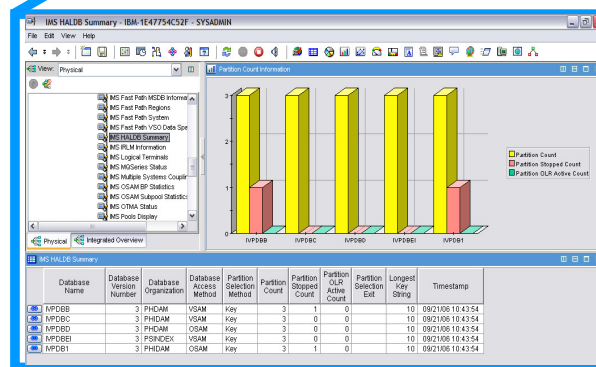 IMS HALDB Summary - IBM-1E47754C52F - SYSADMIN
File Edit View Help
View: Physical
Partition Count Information
IMS Fast Path MSDB Informa
IMS Fast Path Regions
IMS Fast Path System
IMS Fast Path VSO Data Spa
IMS HALDB Summary
IMS IRLM Information
IMS Logical Terminals
IMS MQSeries Status
IMS Multiple Systems Couplin
IMS OSAM BP Statistics
IMS OSAM Subpool Statistics
IMS OTMA Status
IMS Pools Display
Physical Integrated Overview
3
2
1
0
IVPDBB IVPDBC IVPDBD IVPDBEI IVPDB1
Partition Count
Partition Stopped Count
Partition OLR Active Count
IMS HALDB Summary
Database Name Database Version Number Database Organization Database Access Method Partition Selection Method Partition Count Partition Stopped Count Partition OLR Active Count Partition Selection Exit Longest Key String Timestamp
IVPDBB 3 PHDAM VSAM Key 3 1 0 10 09/21/06 10:43:54
IVPDBC 3 PHIDAM VSAM Key 3 0 0 10 09/21/06 10:43:54
IVPDBD 3 PHDAM OSAM Key 3 0 0 10 09/21/06 10:43:54
IVPDBEI 3 PSINDEX VSAM Key 3 0 0 10 09/21/06 10:43:54
IVPDB1 3 PHIDAM OSAM Key 3 1 0 10 09/21/06 10:43:54